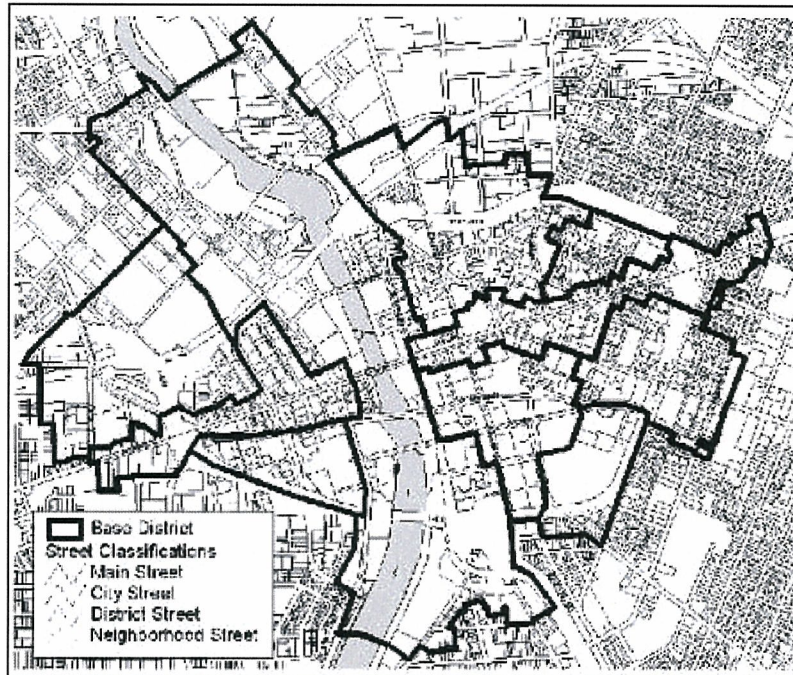 Base District
Street Classifications
Main Street
City Street
District Street
Neighborhood Street